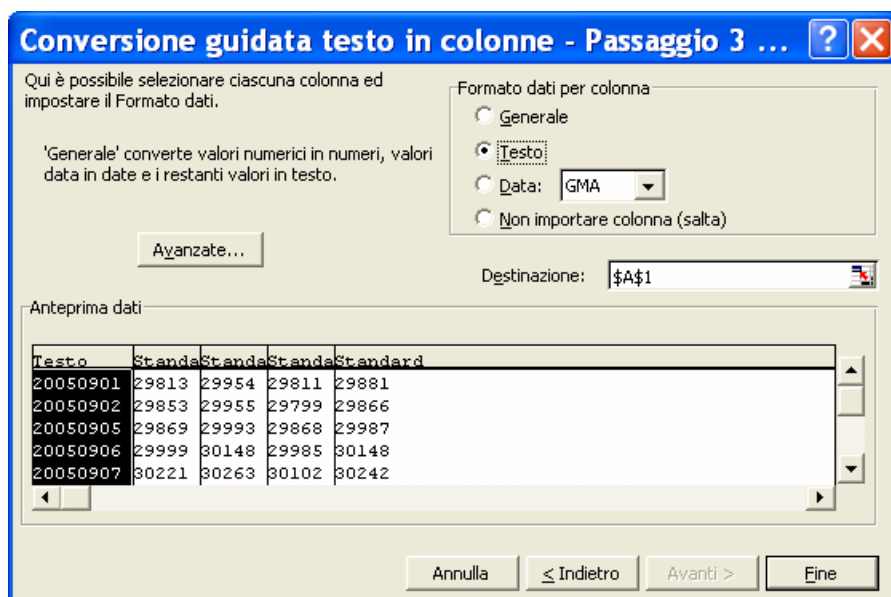 Conversione guidata testo in colonne - Passaggio 3 ...
Qui è possibile selezionare ciascuna colonna ed
impostare il Formato dati.
'Generale' converte valori numerici in numeri, valori
data in date e i restanti valori in testo.
Avanzate...
Formato dati per colonna
Generale
Testo
Data: GMA
Non importare colonna (salta)
Destinazione: $A$1
Anteprima dati
Testo StandaStandaStandaStandard
20050901 29813 29954 29811 29881
20050902 29853 29955 29799 29866
20050905 29869 29993 29868 29987
20050906 29999 30148 29985 30148
20050907 30221 30263 30102 30242
Annulla < Indietro Avanti > Fine